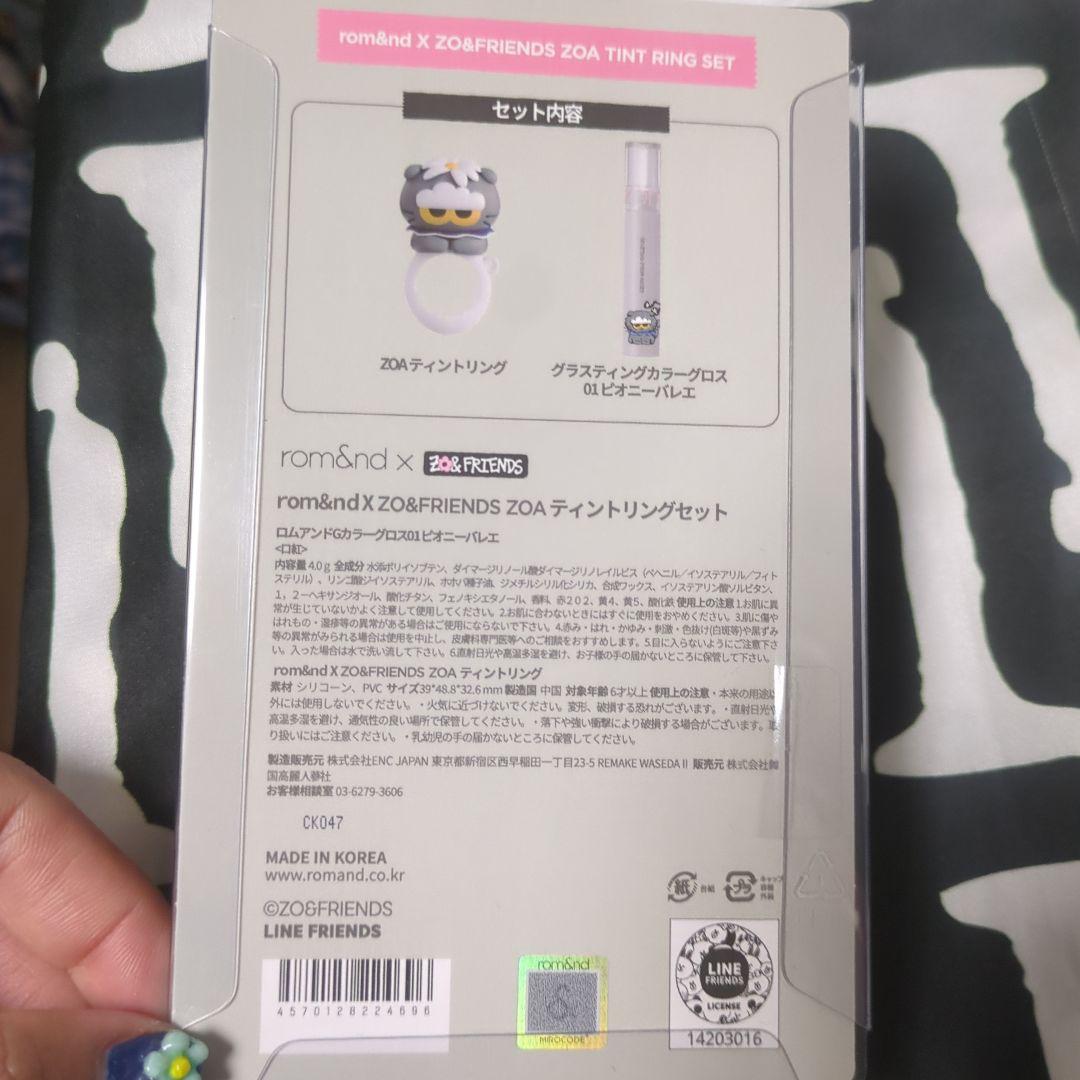 rom&nd X ZO&FRIENDS ZOA TINT RING SET
セット内容
ZOAティントリング
グラスティングカラーグロス
01ピオニーバレエ
rom&nd × ZO&FRIENDS
rom&nd X ZO&FRIENDS ZOA ティントリングセット
ロムアンドGカラーグロス01ピオニーバレエ
<口紅>
内容量 4.0g 全成分 水添ポリイソブテン、ダイマージリノール酸ダイマージリノレイルビス（ベヘニル／イソステアリル／フィト
ステリル）、リンゴ酸ジイソステアリル、ホホバ種子油、ジメチルシリル化シリカ、合成ワックス、イソステアリン酸ソルビタン、
1，2－ヘキサンジオール、酸化チタン、フェノキシエタノール、香料、赤202、黄4、黄5、酸化鉄 使用上の注意 1.お肌に異
常が生じていないかよく注意して使用してください。2.お肌に合わないときにはすぐに使用をおやめください。3.肌に傷や
はれもの・湿疹等の異常がある場合はご使用にならないで下さい。4.赤み・はれ・かゆみ・刺激・色抜け(白斑等)や黒ずみ
等の異常がみられる場合は使用を中止し、皮膚科専門医等へのご相談をおすすめします。5.目に入らないようにご注意下さ
い。入った場合は水で洗い流して下さい。6.直射日光や高温多湿を避け、お子様の手の届かないところに保管して下さい。
rom&nd X ZO&FRIENDS ZOA ティントリング
素材 シリコーン、PVC サイズ39*48.8*32.6 mm 製造国 中国 対象年齢 6才以上 使用上の注意・本来の用途以
外には使用しないでください。・火気に近づけないでください。変形、破損する恐れがございます。・直射日光や
高温多湿を避け、通気性の良い場所で保管してください。・落下や強い衝撃により破損する場合がございます。取
り扱いにはご注意ください。・乳幼児の手の届かないところに保管してください。
製造販売元 株式会社ENC JAPAN 東京都新宿区西早稲田一丁目23-5 REMAKE WASEDA II 販売元 株式会社韓
国高麗人蔘社
お客様相談室 03-6279-3606
CK047
MADE IN KOREA
www.romand.co.kr
紙 台紙
プラ キャップ
容器
外装
©ZO&FRIENDS
LINE FRIENDS
4570128224696
rom&nd
MIROCODE
LINE
FRIENDS
LICENSE
14203016